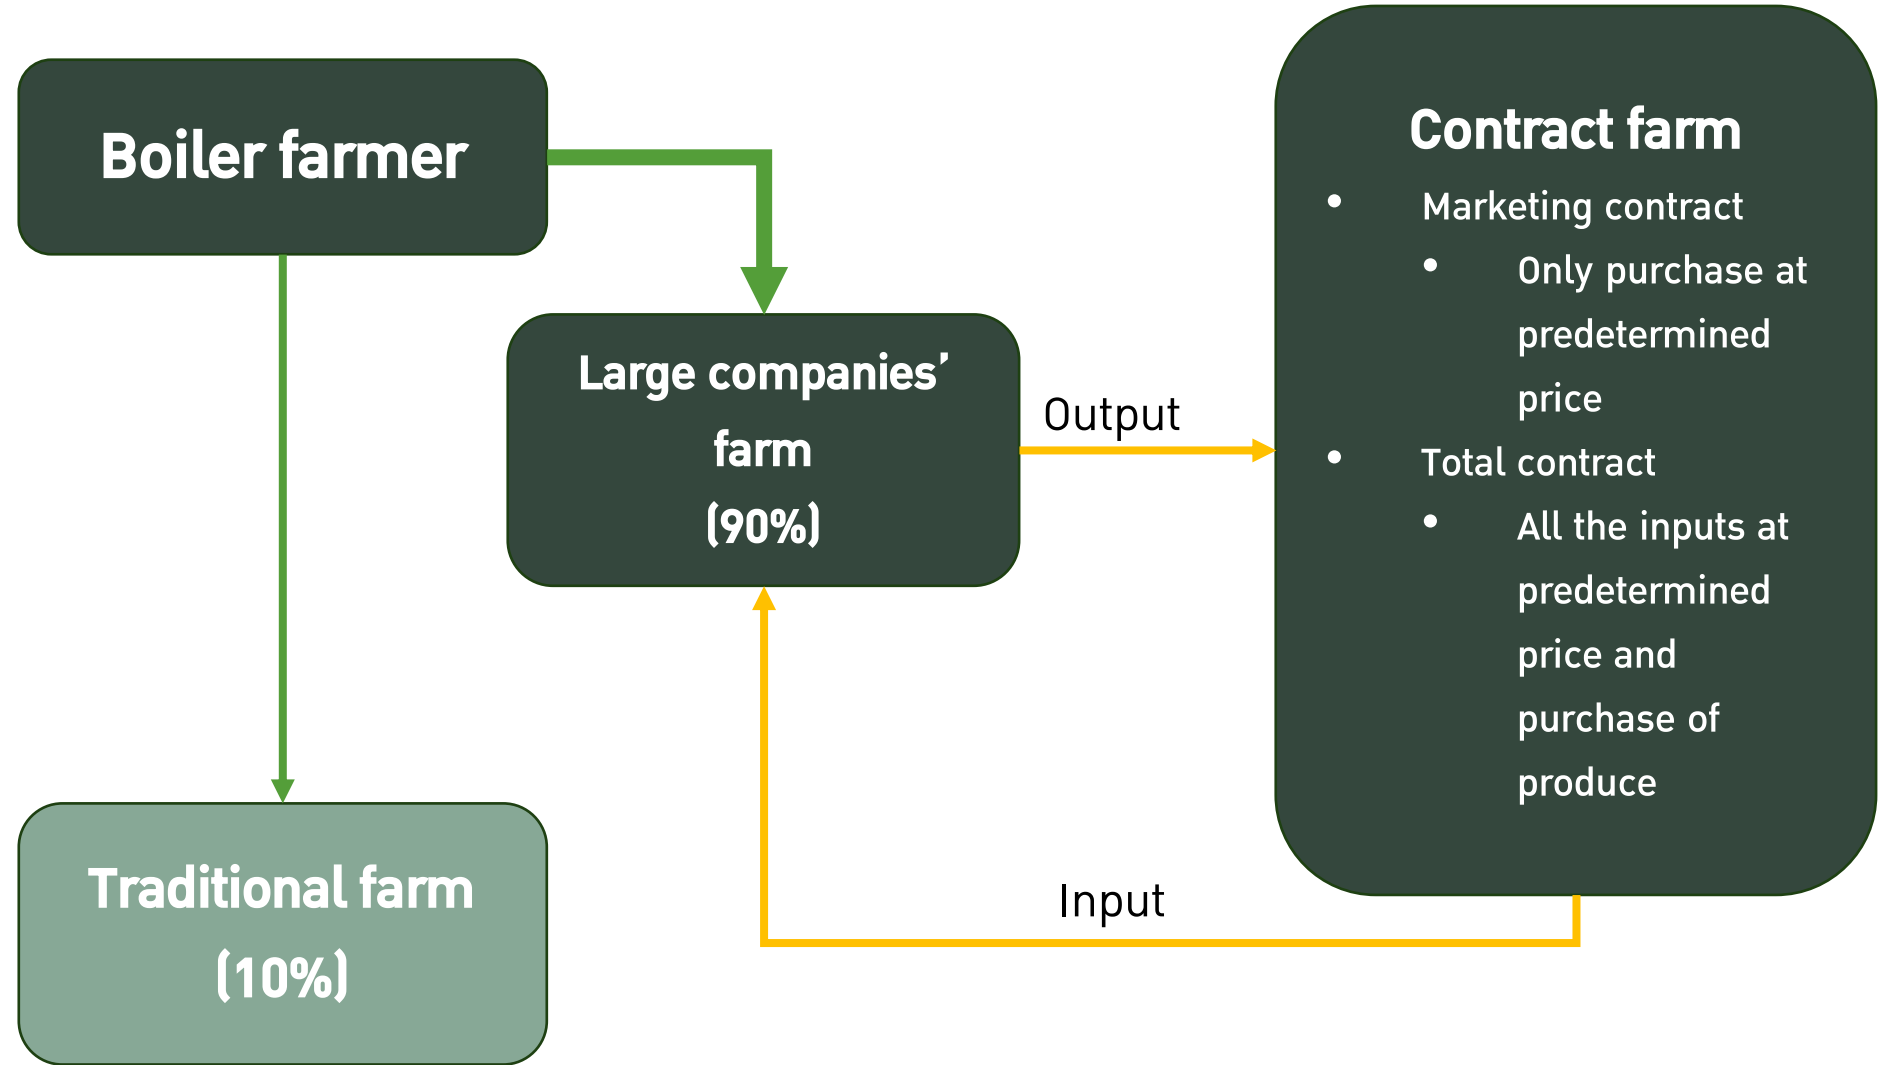 Boiler farmer
Large companies’
farm
(90%)
Output
Contract farm
• Marketing contract
• Only purchase at
predetermined
price
• Total contract
• All the inputs at
predetermined
price and
purchase of
produce
Traditional farm
(10%)
Input